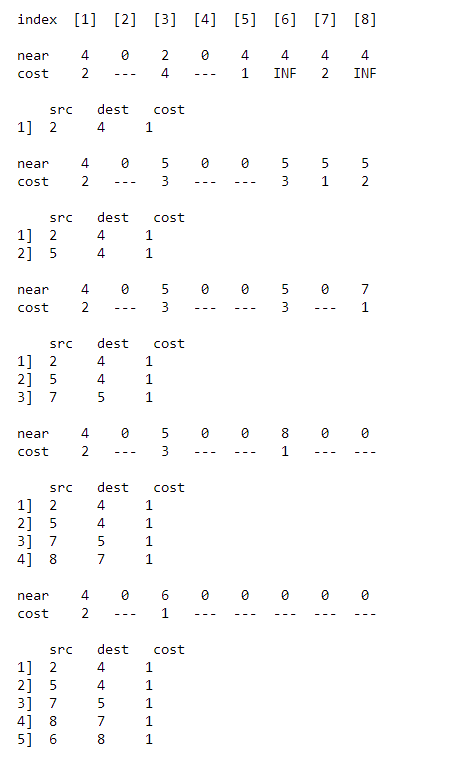 index [1] [2] [3] [4] [5] [6] [7] [8]
near 4 0 2 0 4 4 4 4
cost 2 --- 4 --- 1 INF 2 INF
src dest cost
1] 2 4 1
near 4 0 5 0 0 5 5 5
cost 2 --- 3 --- --- 3 1 2
src dest cost
1] 2 4 1
2] 5 4 1
near 4 0 5 0 0 5 0 7
cost 2 --- 3 --- --- 3 --- 1
src dest cost
1] 2 4 1
2] 5 4 1
3] 7 5 1
near 4 0 5 0 0 8 0 0
cost 2 --- 3 --- --- 1 --- ---
src dest cost
1] 2 4 1
2] 5 4 1
3] 7 5 1
4] 8 7 1
near 4 0 6 0 0 0 0 0
cost 2 --- 1 --- --- --- --- ---
src dest cost
1] 2 4 1
2] 5 4 1
3] 7 5 1
4] 8 7 1
5] 6 8 1